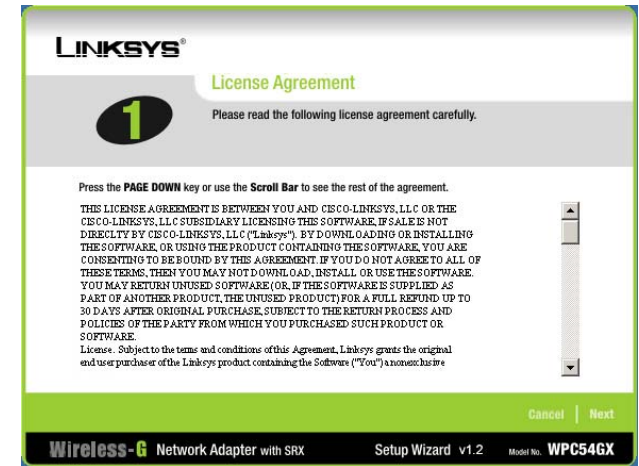 LINKSYS®
License Agreement
1
Please read the following license agreement carefully.
Press the PAGE DOWN key or use the Scroll Bar to see the rest of the agreement.
THIS LICENSE AGREEMENT IS BETWEEN YOU AND CISCO-LINKSYS, LLC OR THE
CISCO-LINKSYS, LLC SUBSIDIARY LICENSING THIS SOFTWARE, IF SALE IS NOT
DIRECLTY BY CISCO-LINKSYS, LLC ("Linksys"). BY DOWNLOADING OR INSTALLING
THE SOFTWARE, OR USING THE PRODUCT CONTAINING THE SOFTWARE, YOU ARE
CONSENTING TO BE BOUND BY THIS AGREEMENT. IF YOU DO NOT AGREE TO ALL OF
THESE TERMS, THEN YOU MAY NOT DOWNLOAD, INSTALL OR USE THE SOFTWARE.
YOU MAY RETURN UNUSED SOFTWARE (OR, IF THE SOFTWARE IS SUPPLIED AS
PART OF ANOTHER PRODUCT, THE UNUSED PRODUCT) FOR A FULL REFUND UP TO
30 DAYS AFTER ORIGINAL PURCHASE, SUBJECT TO THE RETURN PROCESS AND
POLICIES OF THE PARTY FROM WHICH YOU PURCHASED SUCH PRODUCT OR
SOFTWARE.
License. Subject to the terms and conditions of this Agreement, Linksys grants the original
end user purchaser of the Linksys product containing the Software ("You") a nonexclusive
Cancel | Next
Wireless-G Network Adapter with SRX Setup Wizard v1.2 Model No. WPC54GX